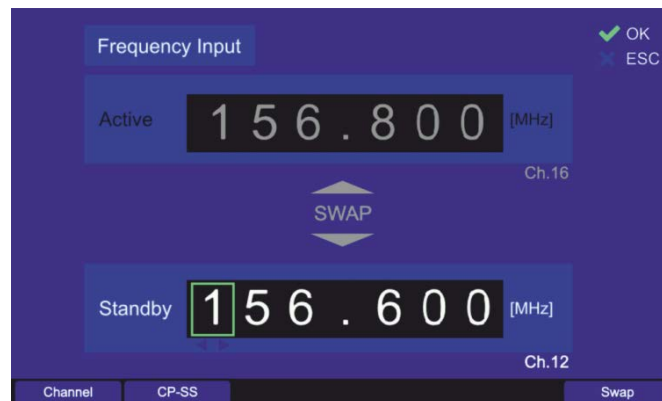 Frequency Input
OK
ESC
Active 156.800 [MHz]
Ch.16
SWAP
Standby 156.600 [MHz]
Ch.12
Channel CP-SS Swap